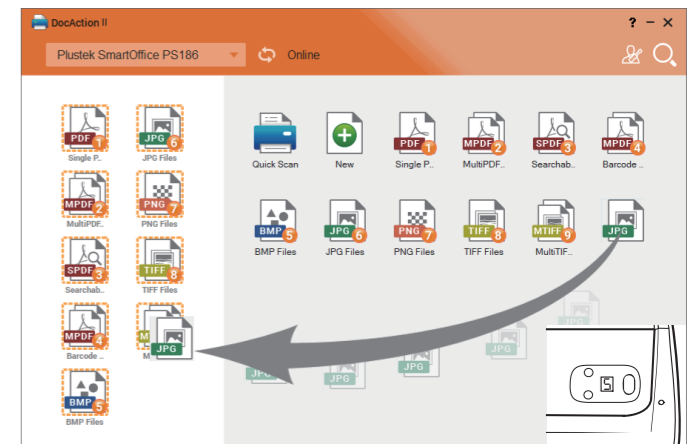 DocAction II
? – ×
Plustek SmartOffice PS186
Online
PDF 1
JPG 6
Single P..
JPG Files
MPDF 2
PNG 7
MultiPDF..
PNG Files
SPDF 3
TIFF 8
Searchab..
TIFF Files
MPDF 4
M
JPG
Barcode ..
M
BMP 5
BMP Files
Quick Scan
New
PDF 1
Single P..
MPDF 2
MultiPDF..
SPDF 3
Searchab..
MPDF 4
Barcode ..
BMP 5
BMP Files
JPG 6
JPG Files
PNG 7
PNG Files
TIFF 8
TIFF Files
MTIFF 9
MultiTIF..
JPG
JPG
JPG
JPG
JPG
JPG
5